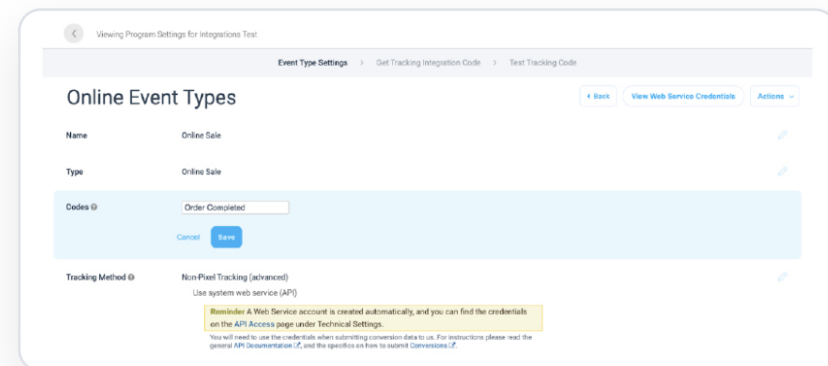 Viewing Program Settings for Integrations Test
Event Type Settings > Get Tracking Integration Code > Test Tracking Code
Online Event Types
Back
View Web Service Credentials
Actions
Name Online Sale
Type Online Sale
Codes Order Completed
Cancel Save
Tracking Method Non-Pixel Tracking (advanced)
Use system web service (API)
Reminder A Web Service account is created automatically, and you can find the credentials
on the API Access page under Technical Settings.
You will need to use the credentials when submitting conversion data to us. For instructions please read the
general API Documentation, and the specifics on how to submit Conversions.